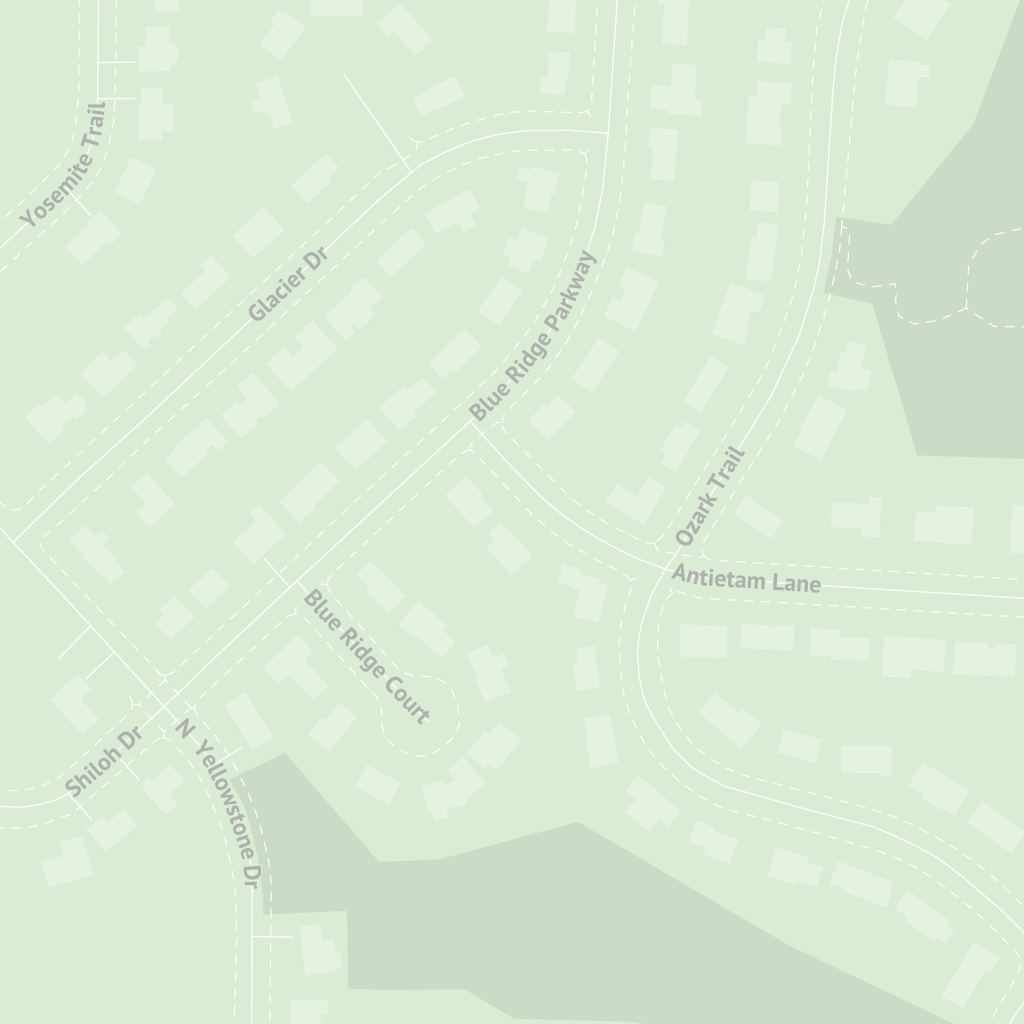 Yosemite Trail
Glacier Dr
Blue Ridge Parkway
Ozark Trail
Antietam Lane
Blue Ridge Court
Shiloh Dr
N Yellowstone Dr